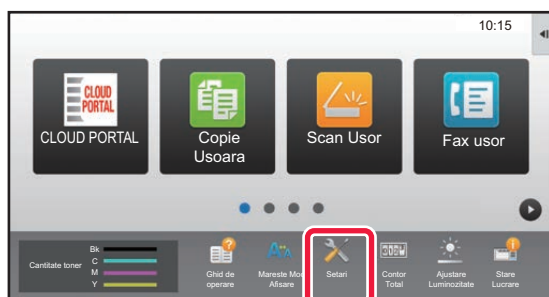 10:15
CLOUD
PORTAL
CLOUD PORTAL
Copie
Usoara
Scan Usor
Fax usor
Cantitate toner
Bk
C
M
Y
Ghid de
operare
Mareste Mod
Afisare
Setari
Contor
Total
Ajustare
Luminozitate
Stare
Lucrare